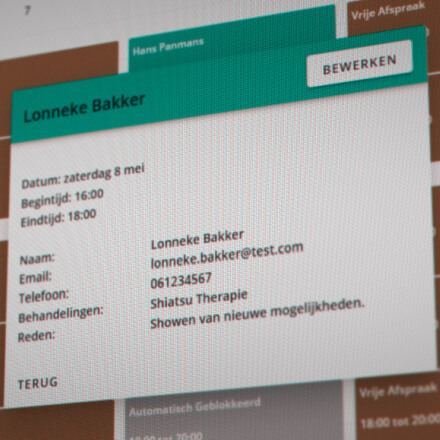 7
Hans Panmans
Vrije Afspraak
Lonneke Bakker
BEWERKEN
Datum: zaterdag 8 mei
Begintijd: 16:00
Eindtijd: 18:00
Naam: Lonneke Bakker
Email: lonneke.bakker@test.com
Telefoon: 061234567
Behandelingen: Shiatsu Therapie
Reden: Showen van nieuwe mogelijkheden.
TERUG
Automatisch Geblokkeerd
Vrije Afspraak
18:00 tot 20:00
18:00 tot 20:00